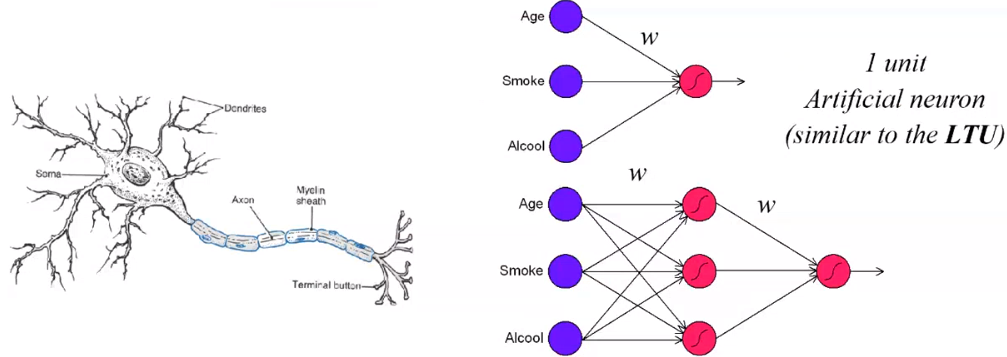 Dendrites
Soma
Axon
Myelin
sheath
Terminal button
Age
w
Smoke
Alcool
1 unit
Artificial neuron
(similar to the LTU)
w
Age
w
Smoke
Alcool